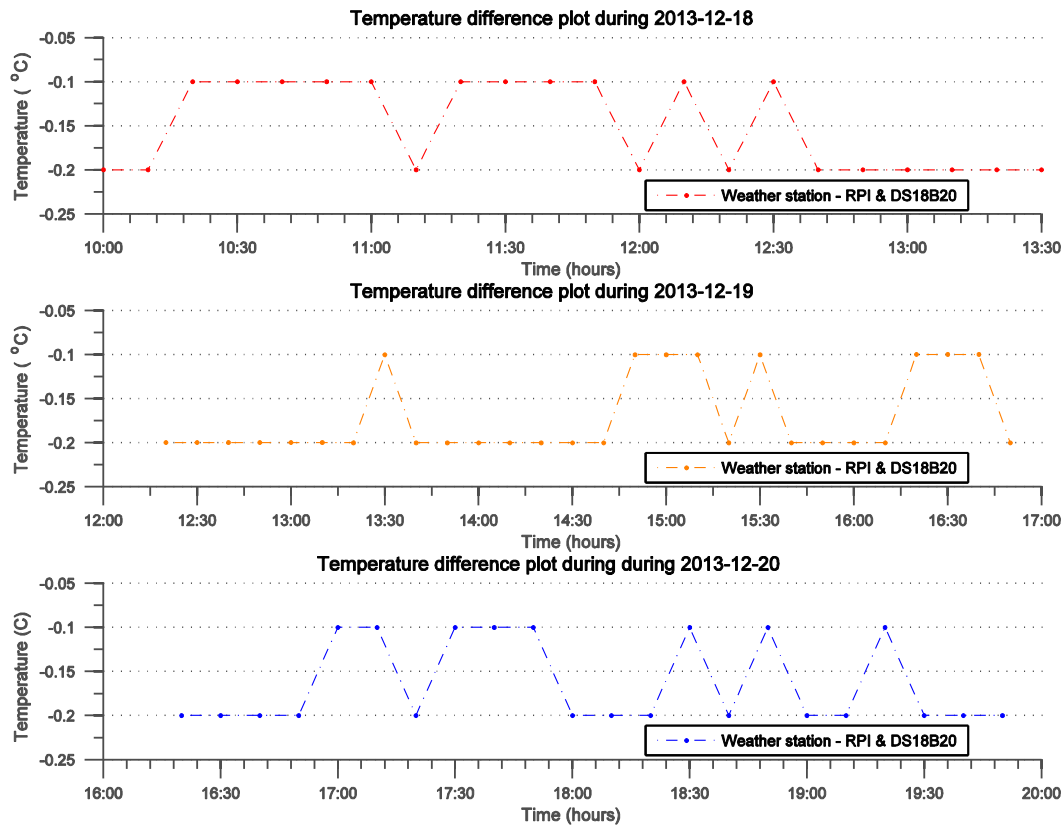 Temperature difference plot during 2013-12-18
-0.05
-0.1
-0.15
-0.2
-0.25
Temperature ( °C)
Weather station - RPI & DS18B20
10:00 10:30 11:00 11:30 12:00 12:30 13:00 13:30
Time (hours)
Temperature difference plot during 2013-12-19
-0.05
-0.1
-0.15
-0.2
-0.25
Temperature ( °C)
Weather station - RPI & DS18B20
12:00 12:30 13:00 13:30 14:00 14:30 15:00 15:30 16:00 16:30 17:00
Time (hours)
Temperature difference plot during during 2013-12-20
-0.05
-0.1
-0.15
-0.2
-0.25
Temperature (C)
Weather station - RPI & DS18B20
16:00 16:30 17:00 17:30 18:00 18:30 19:00 19:30 20:00
Time (hours)